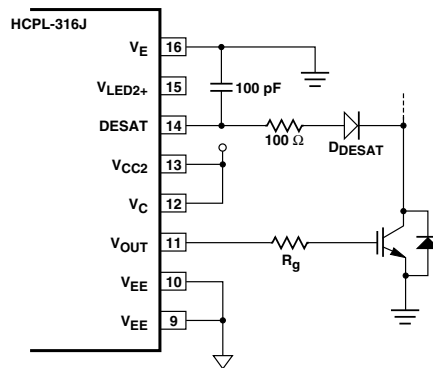 HCPL-316J
VE 16
VLED2+ 15
100 pF
DESAT 14
100 Ω
DDESAT
VCC2 13
VC 12
VOUT 11
Rg
VEE 10
VEE 9